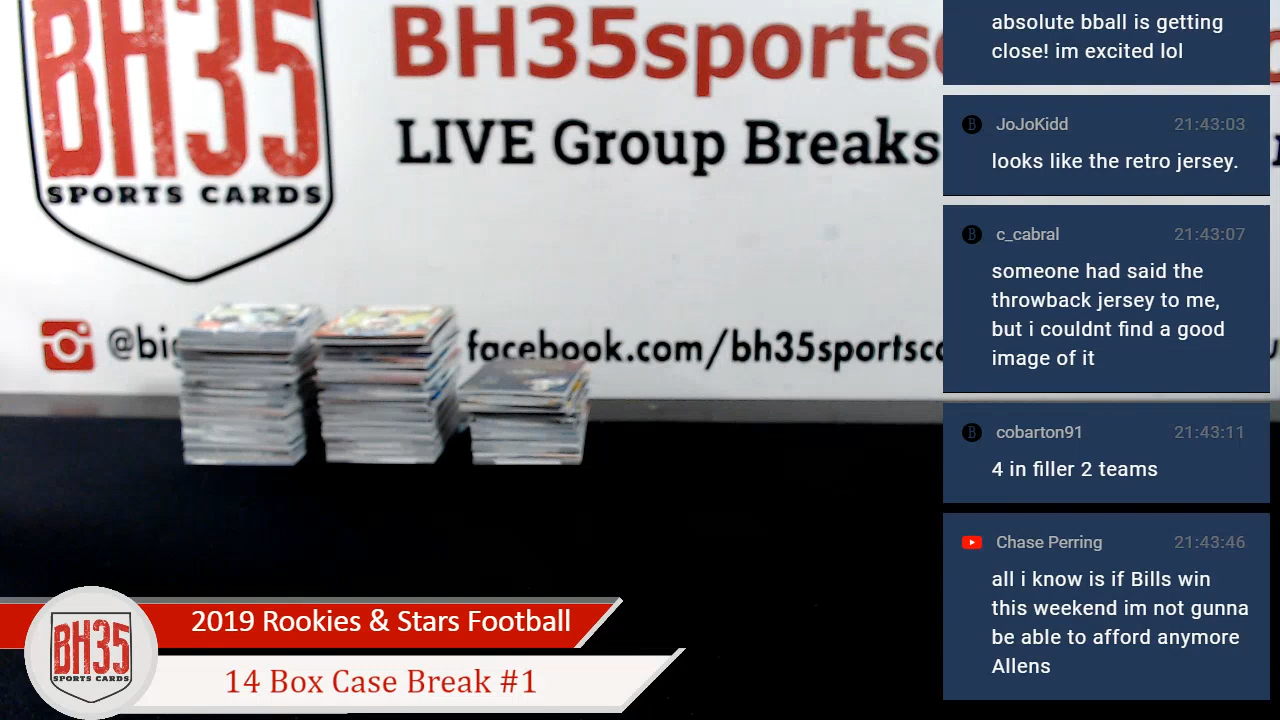 BH35
SPORTS CARDS
BH35sports
LIVE Group Breaks
facebook.com/bh35sportsc
absolute bball is getting
close! im excited lol
JoJoKidd 21:43:03
looks like the retro jersey.
c_cabral 21:43:07
someone had said the
throwback jersey to me,
but i couldnt find a good
image of it
cobarton91 21:43:11
4 in filler 2 teams
Chase Perring 21:43:46
all i know is if Bills win
this weekend im not gunna
be able to afford anymore
Allens
2019 Rookies & Stars Football
14 Box Case Break #1
BH35
SPORTS CARDS